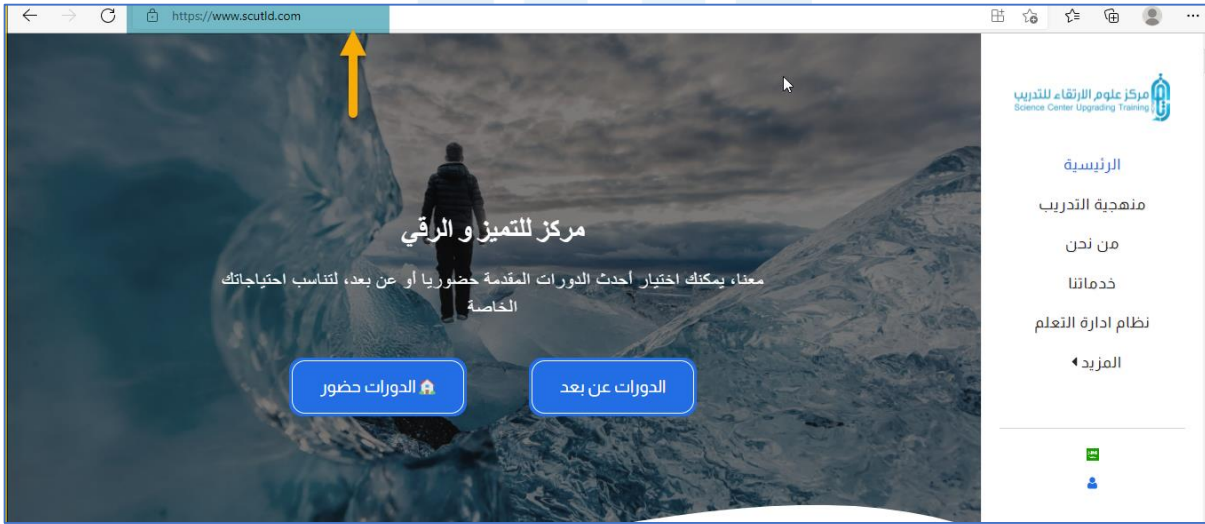 https://www.scutld.com
مركز علوم الارتقاء للتدريب
Science Center Upgrading Training
الرئيسية
منهجية التدريب
من نحن
خدماتنا
نظام ادارة التعلم
المزيد
مركز للتميز و الرقي
معنا، يمكنك اختيار أحدث الدورات المقدمة حضوريا أو عن بعد، لتناسب احتياجاتك
الخاصة
الدورات عن بعد
الدورات حضور